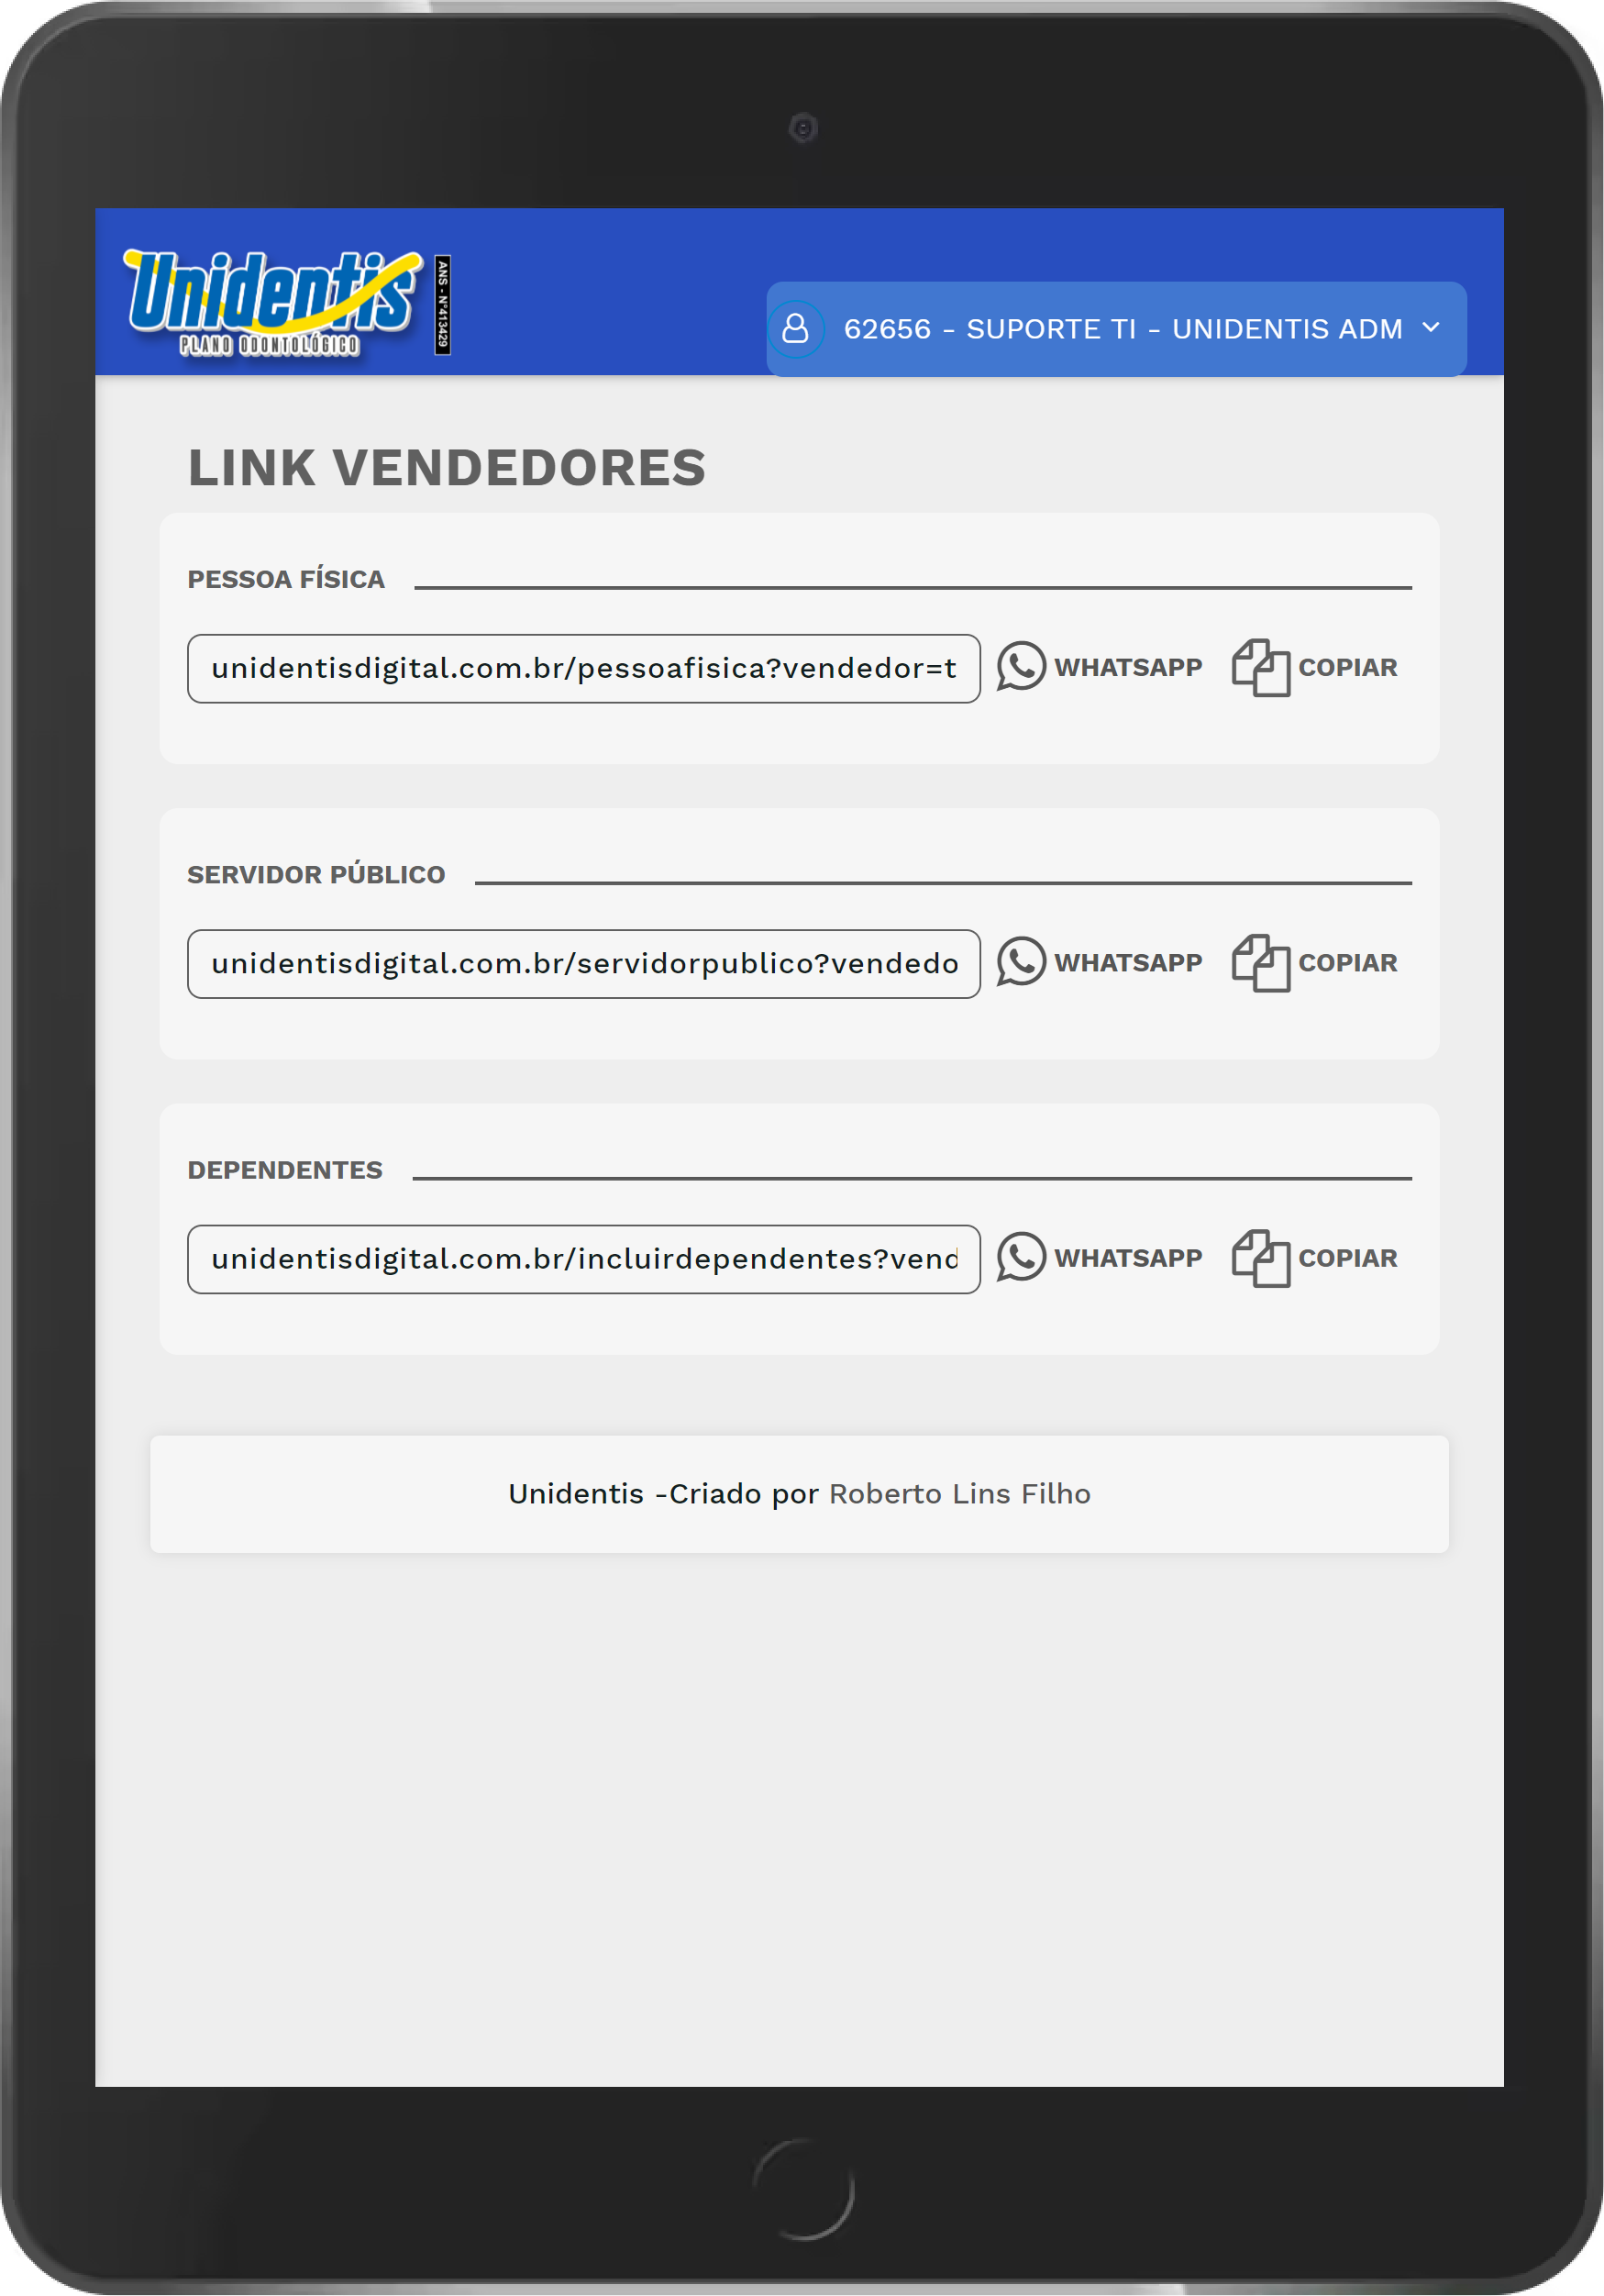 Unidentis
PLANO ODONTOLÓGICO
ANS - N°413429
62656 - SUPORTE TI - UNIDENTIS ADM
LINK VENDEDORES
PESSOA FÍSICA
unidentisdigital.com.br/pessoafisica?vendedor=t
WHATSAPP
COPIAR
SERVIDOR PÚBLICO
unidentisdigital.com.br/servidorpublico?vendedo
WHATSAPP
COPIAR
DEPENDENTES
unidentisdigital.com.br/incluirdependentes?vend
WHATSAPP
COPIAR
Unidentis -Criado por Roberto Lins Filho